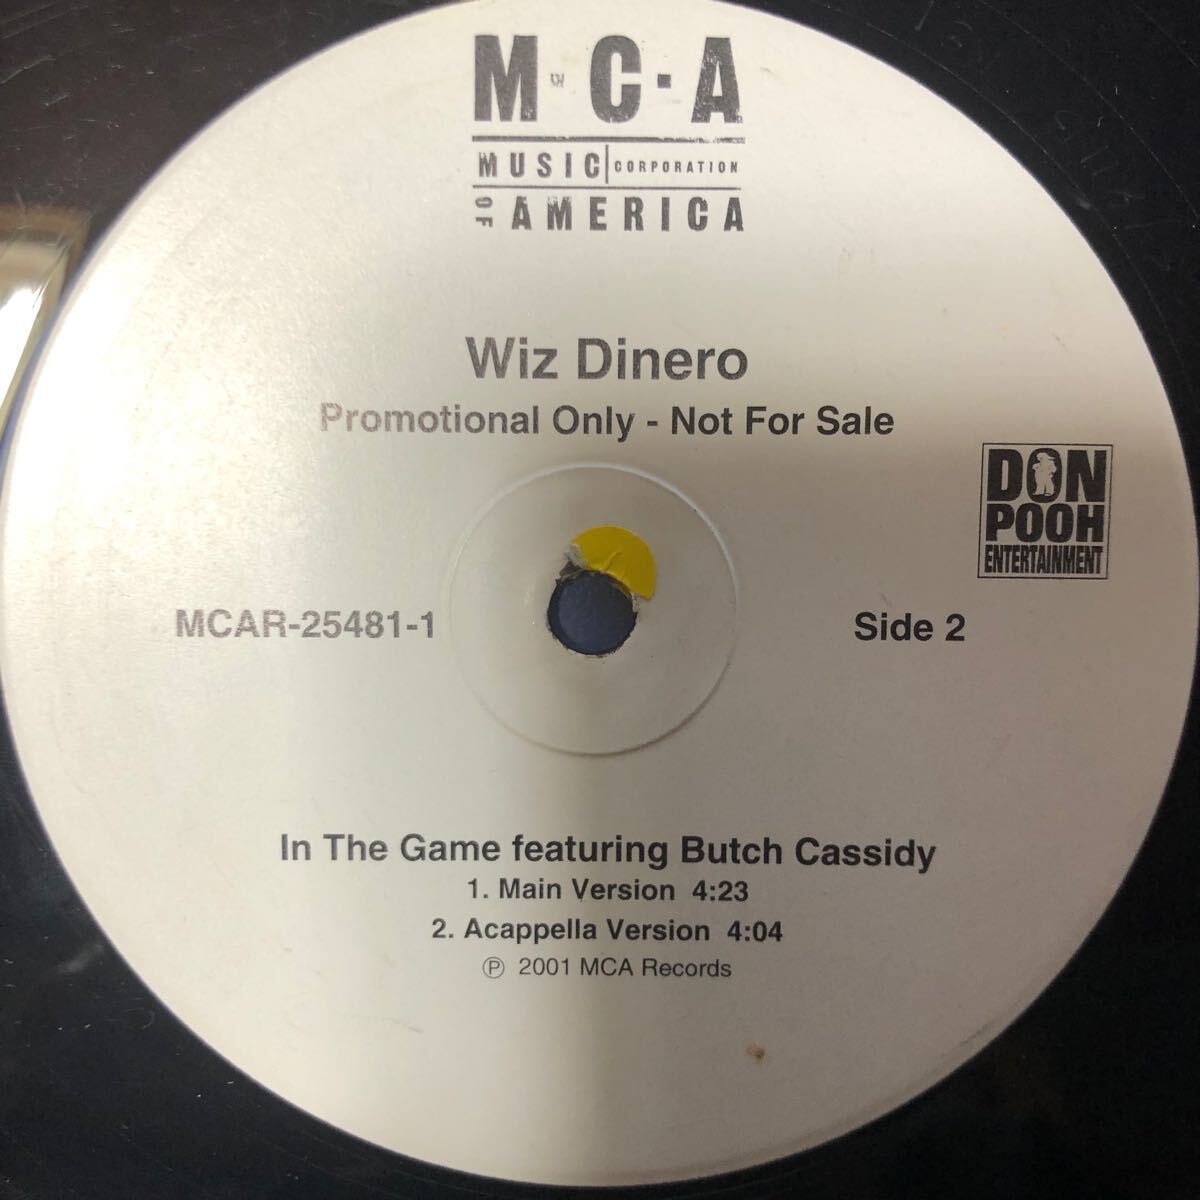 M·C·A
MUSIC CORPORATION
OF AMERICA
Wiz Dinero
Promotional Only - Not For Sale
DON
POOH
ENTERTAINMENT
MCAR-25481-1
Side 2
In The Game featuring Butch Cassidy
1. Main Version 4:23
2. Acappella Version 4:04
℗ 2001 MCA Records